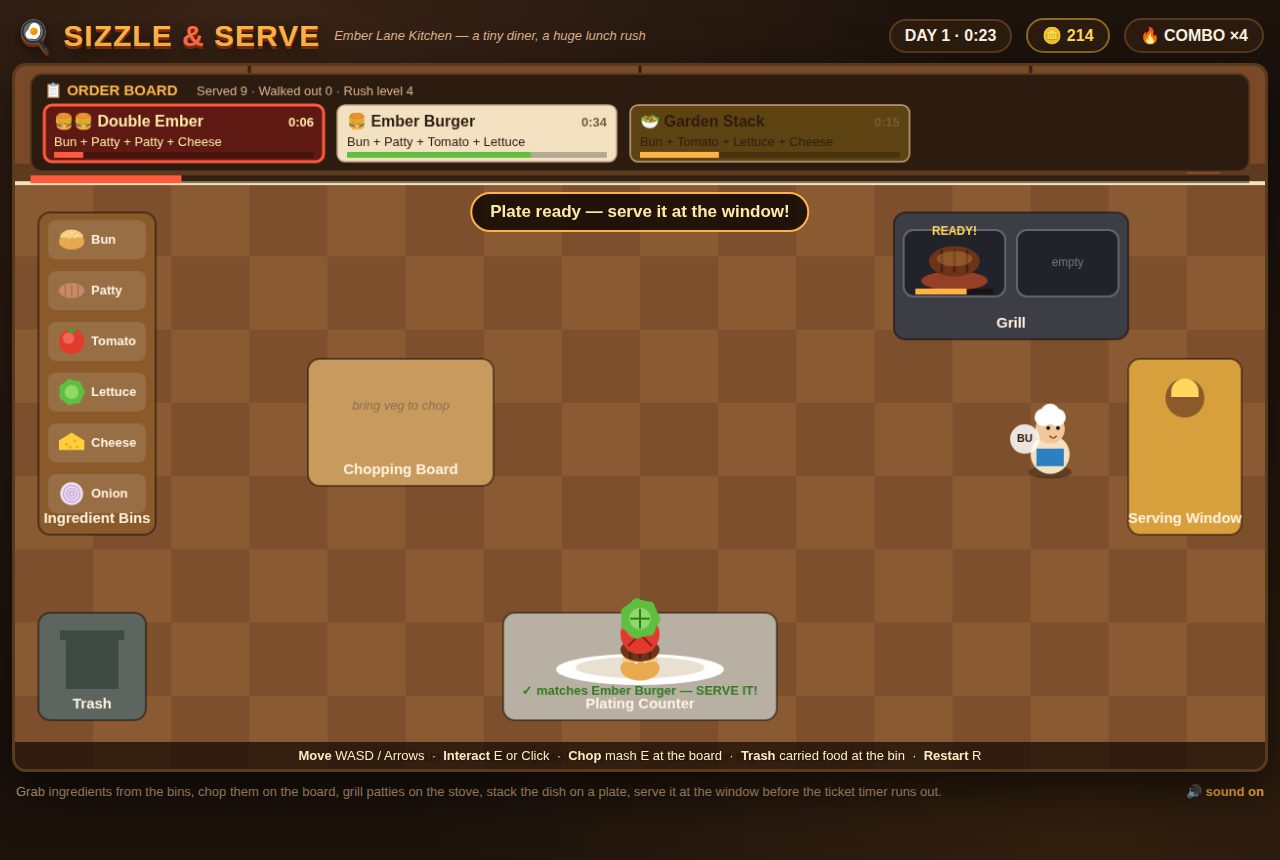 SIZZLE & SERVE
Ember Lane Kitchen — a tiny diner, a huge lunch rush
DAY 1 · 0:23
214
COMBO ×4
ORDER BOARD
Served 9 · Walked out 0 · Rush level 4
Double Ember
0:06
Bun + Patty + Patty + Cheese
Ember Burger
0:34
Bun + Patty + Tomato + Lettuce
Garden Stack
0:15
Bun + Tomato + Lettuce + Cheese
Plate ready — serve it at the window!
Bun
Patty
Tomato
Lettuce
Cheese
Onion
Ingredient Bins
READY!
empty
Grill
bring veg to chop
Chopping Board
BU
Serving Window
Trash
✓ matches Ember Burger — SERVE IT!
Plating Counter
Move WASD / Arrows · Interact E or Click · Chop mash E at the board · Trash carried food at the bin · Restart R
Grab ingredients from the bins, chop them on the board, grill patties on the stove, stack the dish on a plate, serve it at the window before the ticket timer runs out.
sound on